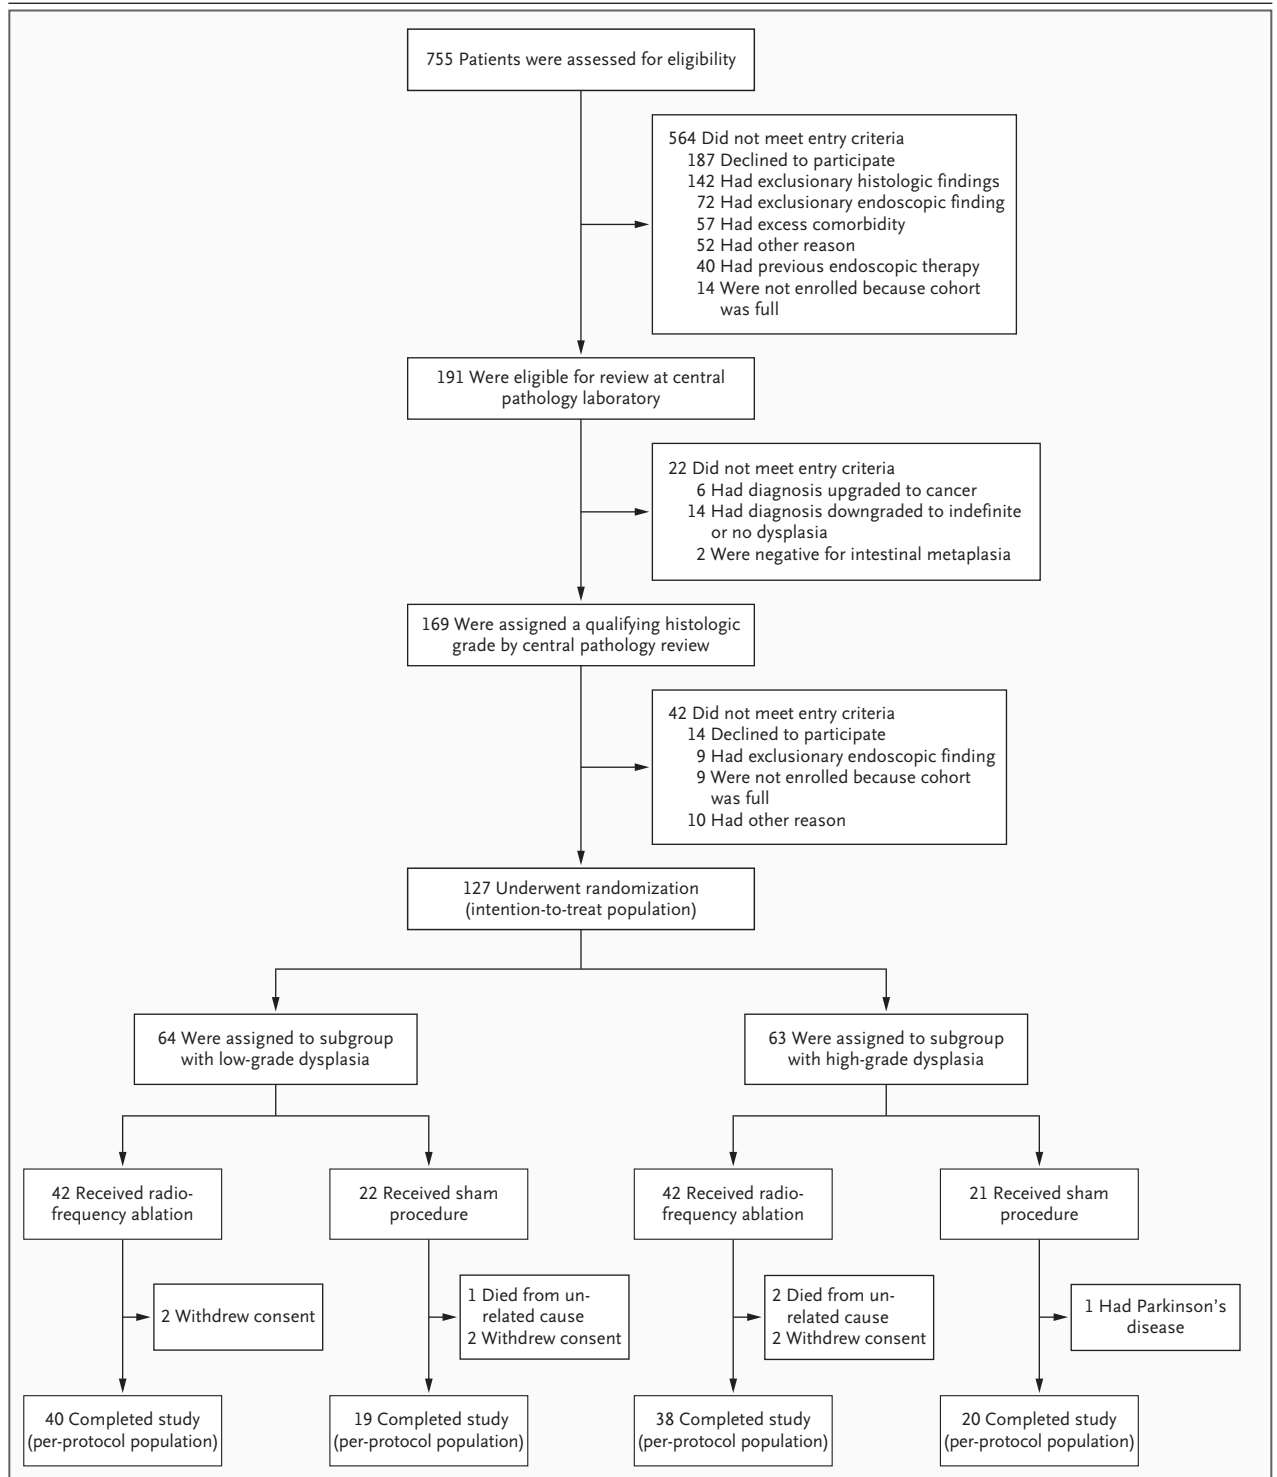 755 Patients were assessed for eligibility
564 Did not meet entry criteria
187 Declined to participate
142 Had exclusionary histologic findings
72 Had exclusionary endoscopic finding
57 Had excess comorbidity
52 Had other reason
40 Had previous endoscopic therapy
14 Were not enrolled because cohort
was full
191 Were eligible for review at central
pathology laboratory
22 Did not meet entry criteria
6 Had diagnosis upgraded to cancer
14 Had diagnosis downgraded to indefinite
or no dysplasia
2 Were negative for intestinal metaplasia
169 Were assigned a qualifying histologic
grade by central pathology review
42 Did not meet entry criteria
14 Declined to participate
9 Had exclusionary endoscopic finding
9 Were not enrolled because cohort
was full
10 Had other reason
127 Underwent randomization
(intention-to-treat population)
64 Were assigned to subgroup
with low-grade dysplasia
63 Were assigned to subgroup
with high-grade dysplasia
42 Received radio-
frequency ablation
22 Received sham
procedure
42 Received radio-
frequency ablation
21 Received sham
procedure
2 Withdrew consent
1 Died from un-
related cause
2 Withdrew consent
2 Died from un-
related cause
2 Withdrew consent
1 Had Parkinson's
disease
40 Completed study
(per-protocol population)
19 Completed study
(per-protocol population)
38 Completed study
(per-protocol population)
20 Completed study
(per-protocol population)